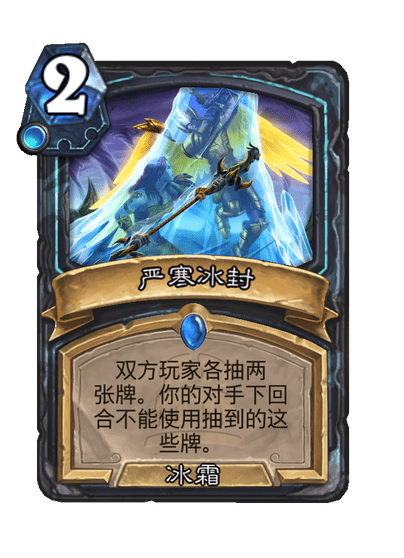 2
严寒冰封
双方玩家各抽两
张牌。你的对手下回
合不能使用抽到的这
些牌。
冰霜